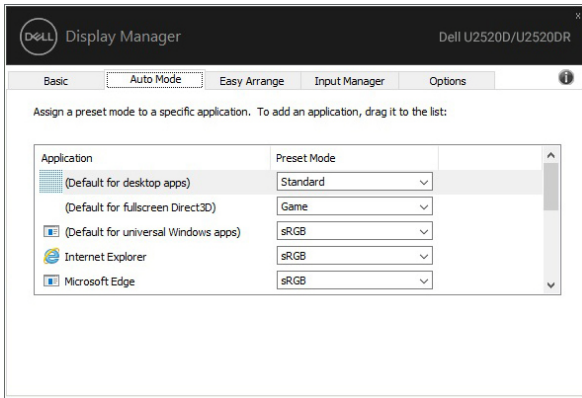 DELL Display Manager Dell U2520D/U2520DR
x
Basic Auto Mode Easy Arrange Input Manager Options
Assign a preset mode to a specific application. To add an application, drag it to the list:
Application Preset Mode
(Default for desktop apps) Standard
(Default for fullscreen Direct3D) Game
(Default for universal Windows apps) sRGB
Internet Explorer sRGB
Microsoft Edge sRGB